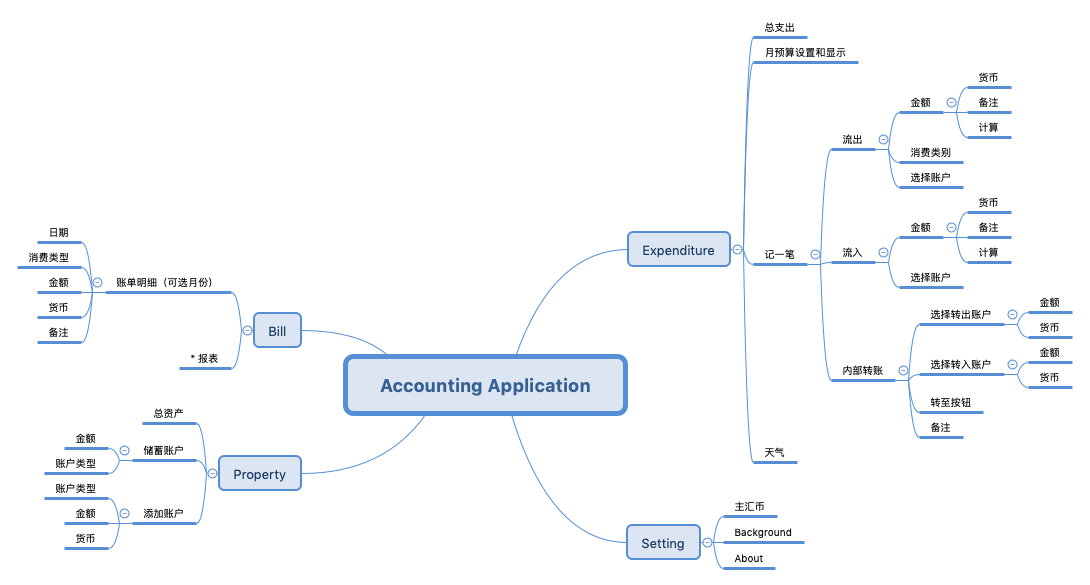 Accounting Application
Expenditure
总支出
月预算设置和显示
记一笔
流出
金额
货币
备注
计算
消费类别
选择账户
流入
金额
货币
备注
计算
选择账户
内部转账
选择转出账户
金额
货币
选择转入账户
金额
货币
转至按钮
备注
天气
Setting
主汇币
Background
About
Bill
账单明细（可选月份）
日期
消费类型
金额
货币
备注
* 报表
Property
总资产
储蓄账户
金额
账户类型
添加账户
账户类型
金额
货币